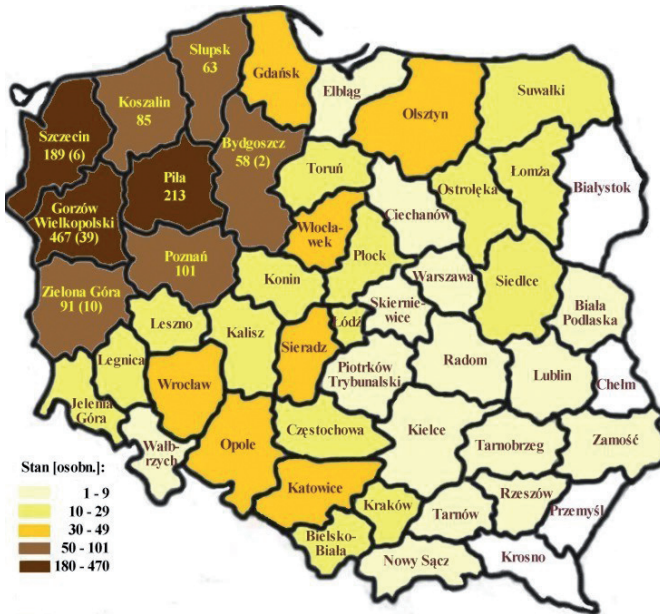 Słupsk
63
Gdańsk
Elbląg
Suwałki
Koszalin
85
Olsztyn
Szczecin
189 (6)
Bydgoszcz
58 (2)
Piła
213
Toruń
Ostrołęka
Łomża
Białystok
Gorzów
Wielkopolski
467 (39)
Włocła-
wek
Ciechanów
Poznań
101
Płock
Zielona Góra
91 (10)
Konin
Warszawa
Siedlce
Leszno
Kalisz
Sieradz
Łódź
Skiernie-
wice
Biała
Podlaska
Legnica
Piotrków
Trybunalski
Radom
Lublin
Chełm
Jelenia
Góra
Wrocław
Wałb-
rzych
Opole
Częstochowa
Kielce
Tarnobrzeg
Zamość
Katowice
Kraków
Tarnów
Rzeszów
Przemyśl
Bielsko-
Biała
Nowy Sącz
Krosno
Stan [osobn.]:
1 - 9
10 - 29
30 - 49
50 - 101
180 - 470